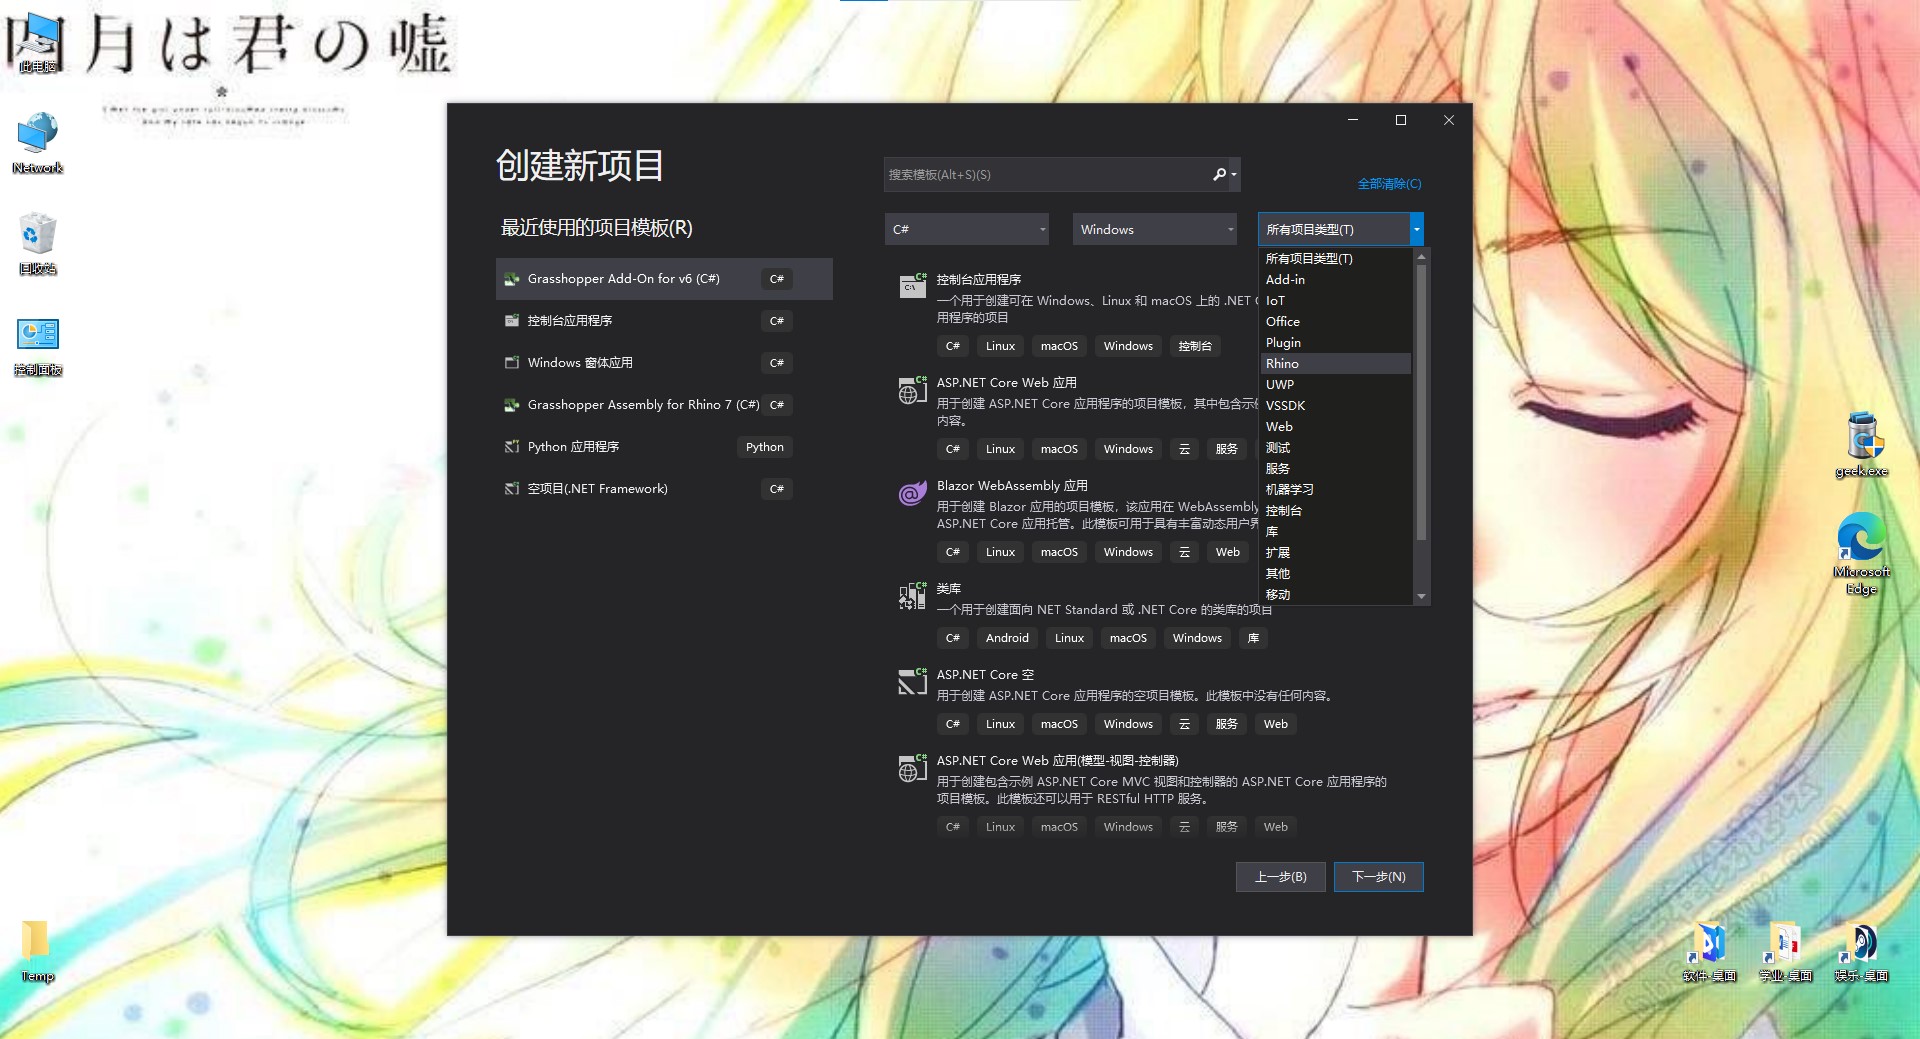 四月は君の嘘
此电脑
Network
回收站
控制面板
Temp
创建新项目
最近使用的项目模板(R)
Grasshopper Add-On for v6 (C#) C#
控制台应用程序 C#
Windows 窗体应用 C#
Grasshopper Assembly for Rhino 7 (C#) C#
Python 应用程序 Python
空项目(.NET Framework) C#
搜索模板(Alt+S)(S)
全部清除(C)
C# Windows 所有项目类型(T)
所有项目类型(T)
Add-in
IoT
Office
Plugin
Rhino
UWP
VSSDK
Web
测试
服务
机器学习
控制台
库
扩展
其他
移动
控制台应用程序
一个用于创建可在 Windows、Linux 和 macOS 上的 .NET
用程序的项目
C# Linux macOS Windows 控制台
ASP.NET Core Web 应用
用于创建 ASP.NET Core 应用程序的项目模板，其中包含示
内容。
C# Linux macOS Windows 云 服务
Blazor WebAssembly 应用
用于创建 Blazor 应用的项目模板，该应用在 WebAssembly
ASP.NET Core 应用托管。此模板可用于具有丰富动态用户界
C# Linux macOS Windows 云 Web
类库
一个用于创建面向 NET Standard 或 .NET Core 的类库的项目
C# Android Linux macOS Windows 库
ASP.NET Core 空
用于创建 ASP.NET Core 应用程序的空项目模板。此模板中没有任何内容。
C# Linux macOS Windows 云 服务 Web
ASP.NET Core Web 应用(模型-视图-控制器)
用于创建包含示例 ASP.NET Core MVC 视图和控制器的 ASP.NET Core 应用程序的
项目模板。此模板还可以用于 RESTful HTTP 服务。
C# Linux macOS Windows 云 服务 Web
上一步(B) 下一步(N)
geek.exe
Microsoft
Edge
软件-桌面
学业-桌面
娱乐-桌面